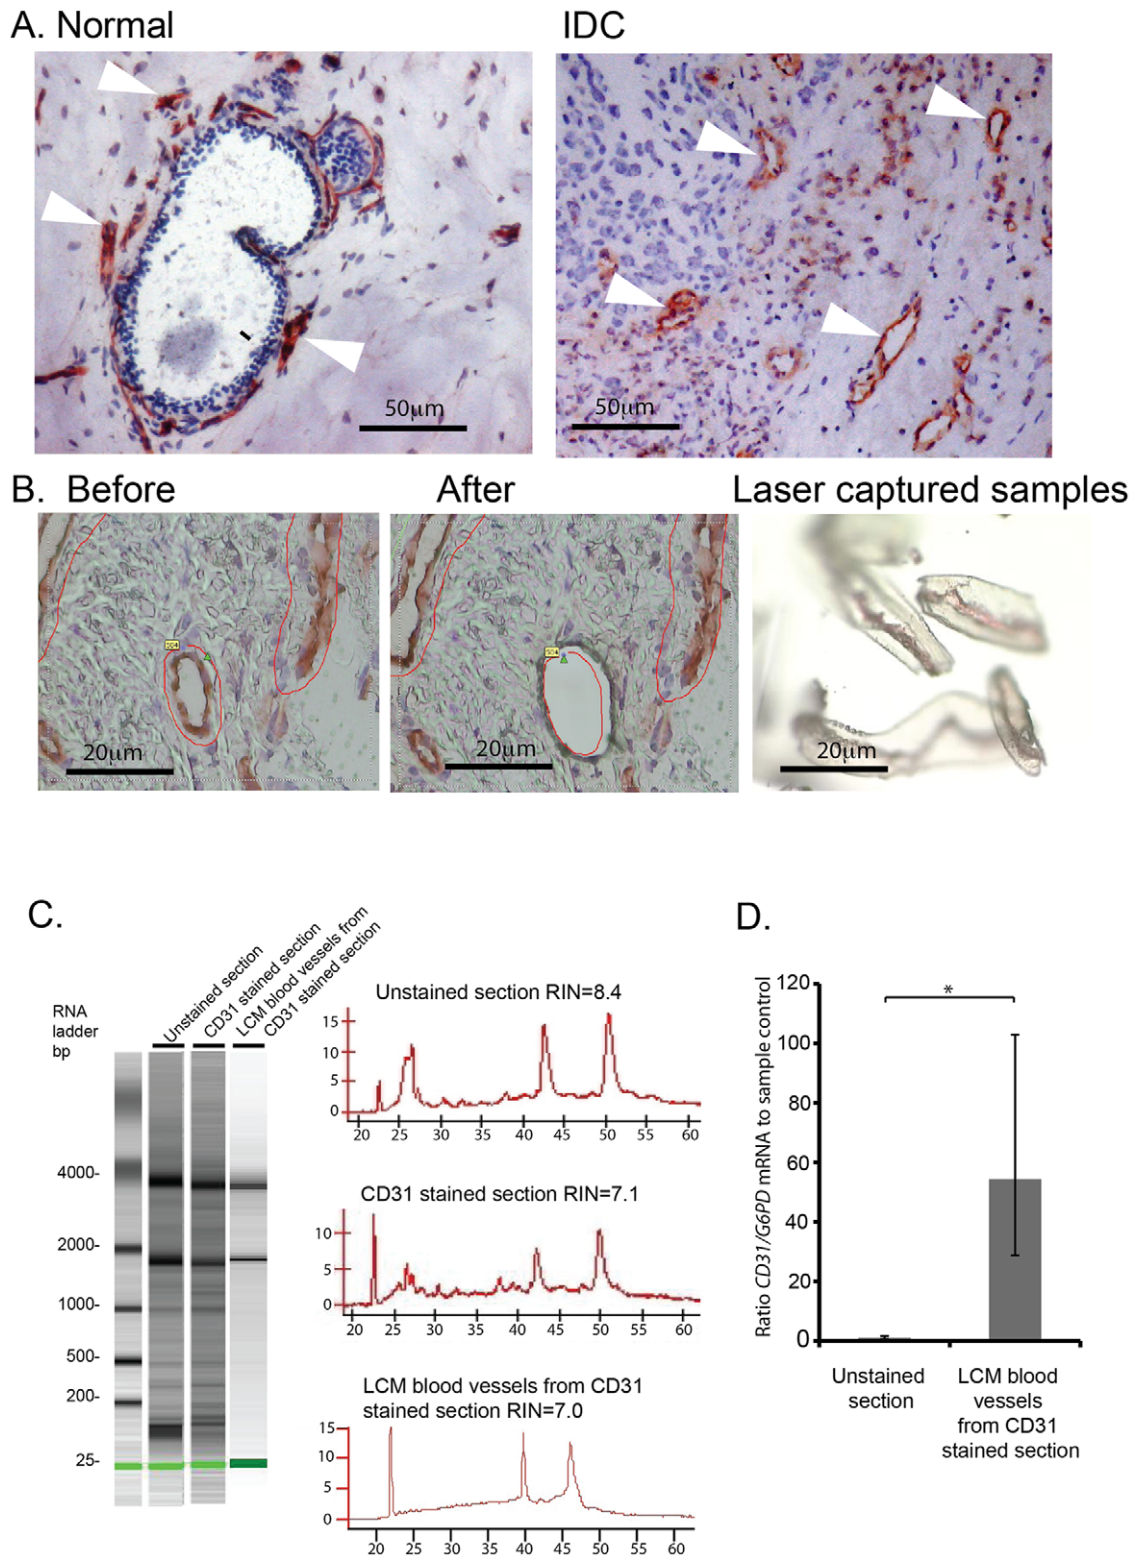 A. Normal
IDC
50μm
50μm
B. Before
After
Laser captured samples
504
20μm
504
20μm
20μm
C.
RNA
ladder
bp
Unstained section
CD31 stained section
LCM blood vessels from
CD31 stained section
4000-
2000-
1000-
500-
200-
25-
Unstained section RIN=8.4
15
10
5
0
20 25 30 35 40 45 50 55 60
CD31 stained section RIN=7.1
10
5
0
20 25 30 35 40 45 50 55 60
LCM blood vessels from CD31
stained section RIN=7.0
15
10
5
0
20 25 30 35 40 45 50 55 60
D.
Ratio CD31/G6PD mRNA to sample control
120
100
80
60
40
20
0
*
Unstained
section
LCM blood
vessels
from CD31
stained section